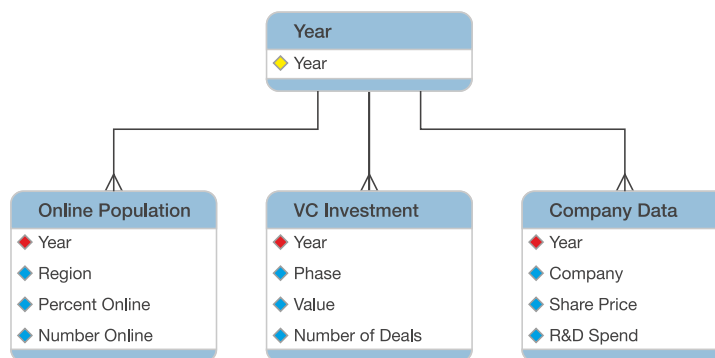 Year
Year
Online Population
Year
Region
Percent Online
Number Online
VC Investment
Year
Phase
Value
Number of Deals
Company Data
Year
Company
Share Price
R&D Spend